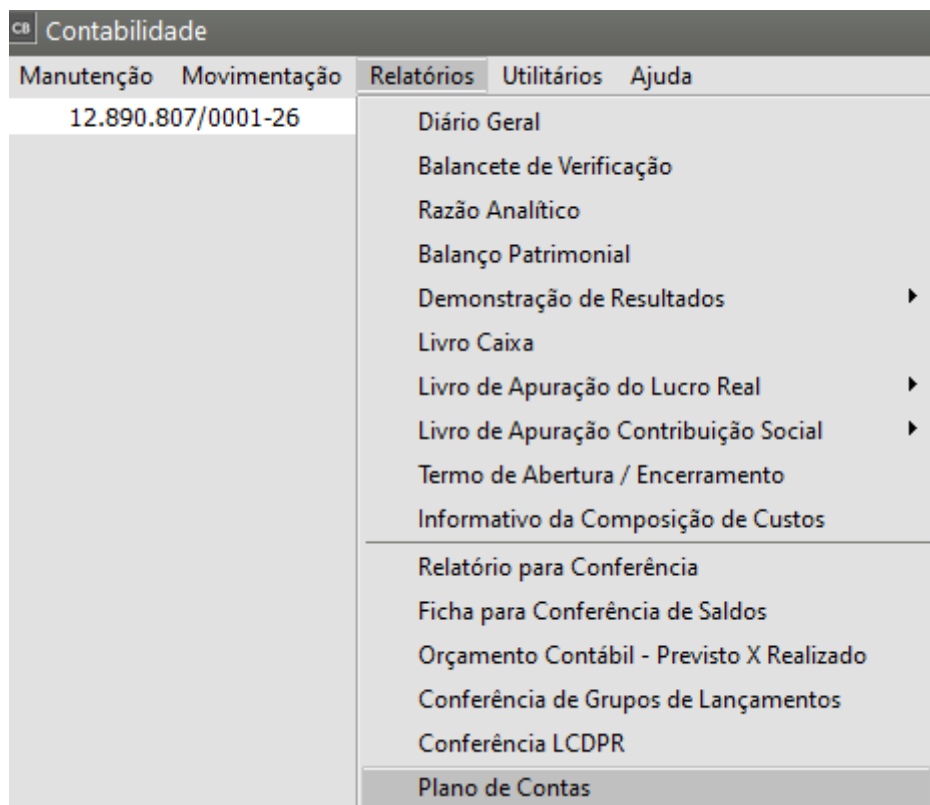 CB Contabilidade
Manutenção Movimentação Relatórios Utilitários Ajuda
12.890.807/0001-26
Diário Geral
Balancete de Verificação
Razão Analítico
Balanço Patrimonial
Demonstração de Resultados
Livro Caixa
Livro de Apuração do Lucro Real
Livro de Apuração Contribuição Social
Termo de Abertura / Encerramento
Informativo da Composição de Custos
Relatório para Conferência
Ficha para Conferência de Saldos
Orçamento Contábil - Previsto X Realizado
Conferência de Grupos de Lançamentos
Conferência LCDPR
Plano de Contas